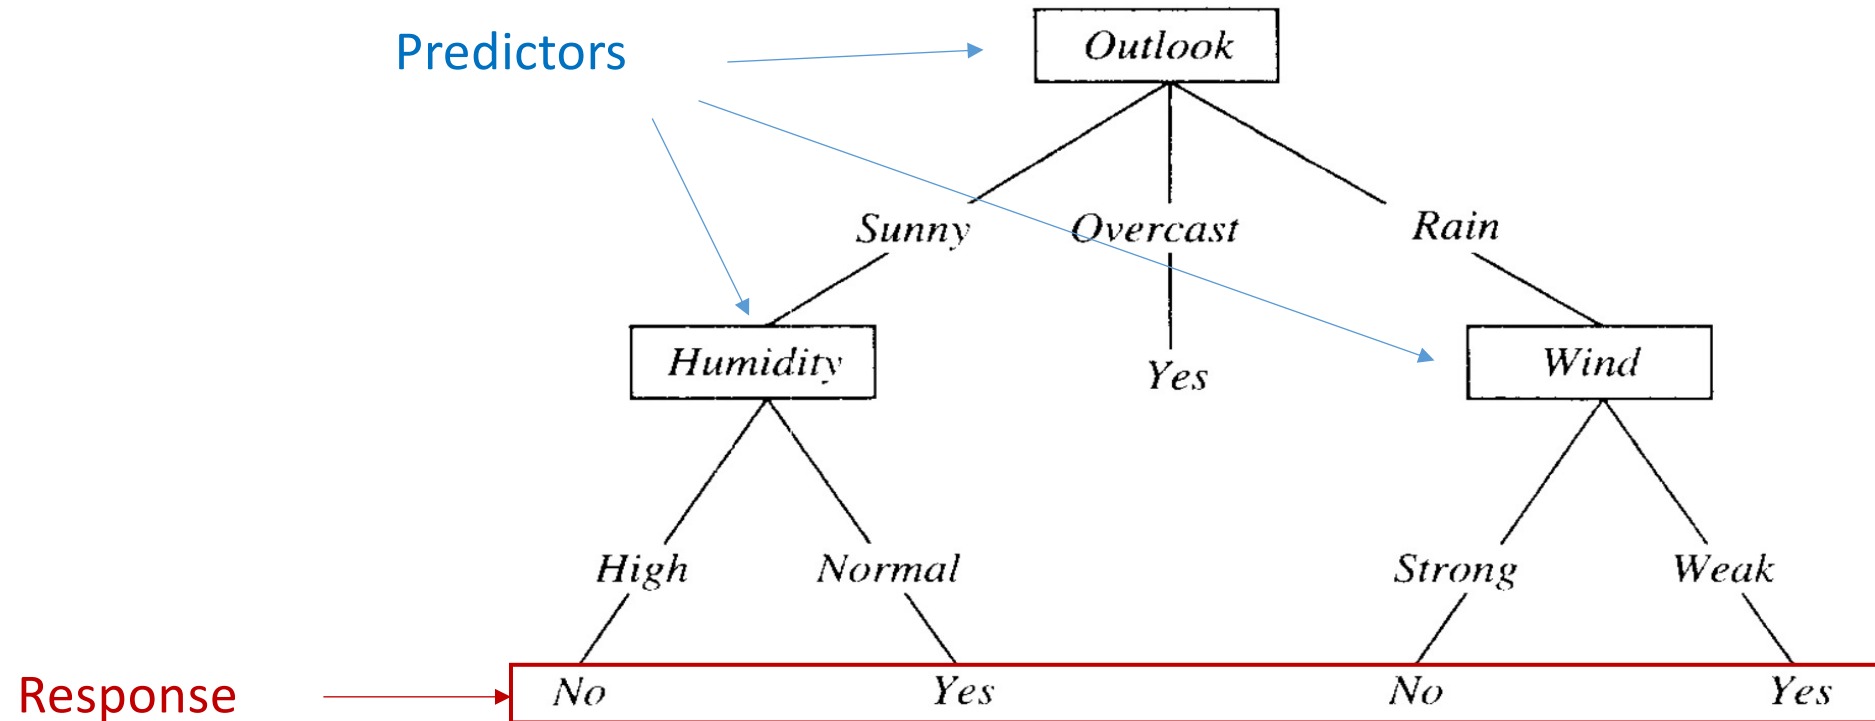 Predictors
Outlook
Sunny Overcast Rain
Humidity Yes Wind
High Normal Strong Weak
Response No Yes No Yes